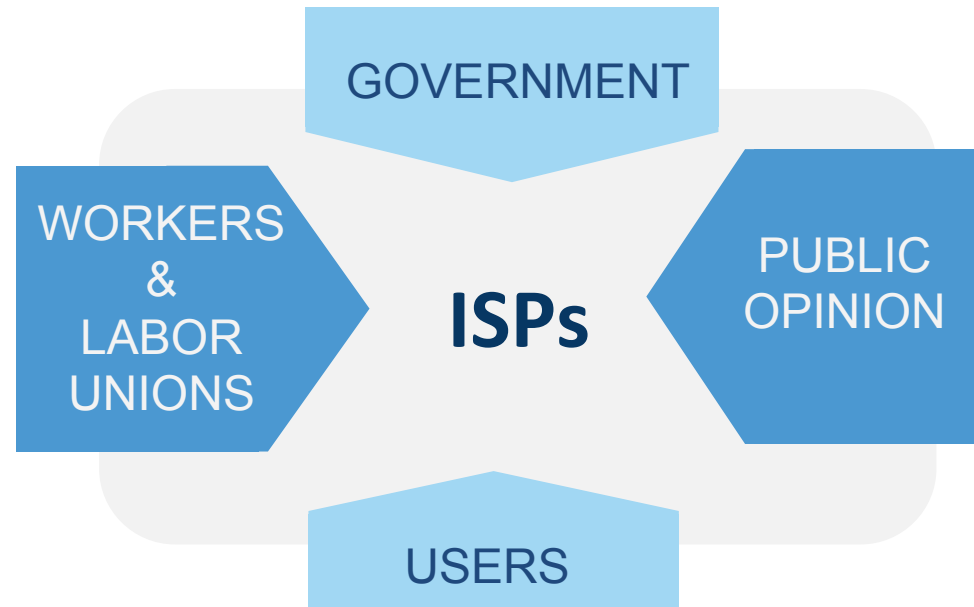 GOVERNMENT
WORKERS
&
LABOR
UNIONS
ISPs
PUBLIC
OPINION
USERS